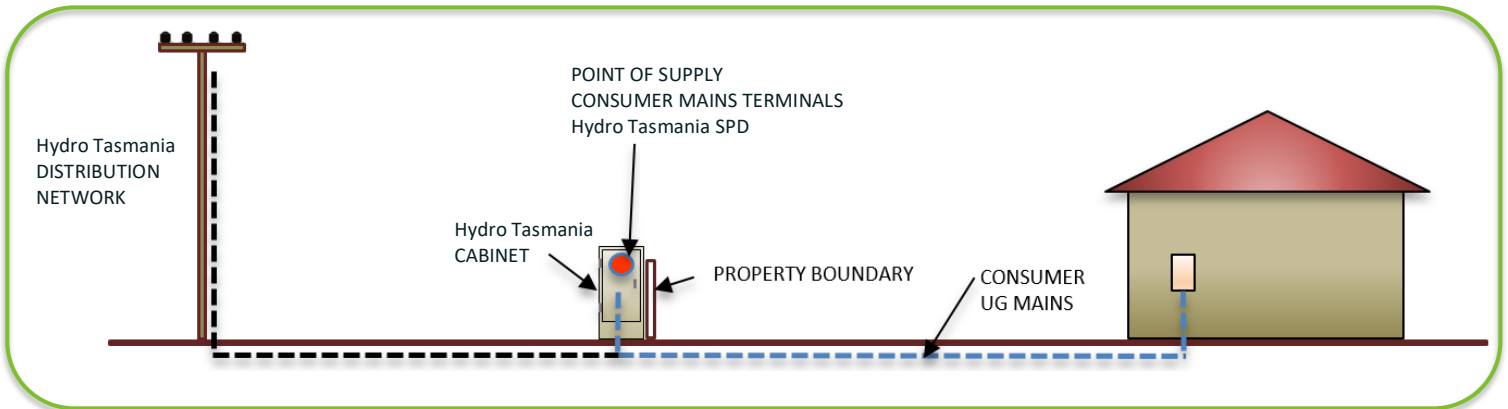 Hydro Tasmania
DISTRIBUTION
NETWORK
POINT OF SUPPLY
CONSUMER MAINS TERMINALS
Hydro Tasmania SPD
Hydro Tasmania
CABINET
PROPERTY BOUNDARY
CONSUMER
UG MAINS